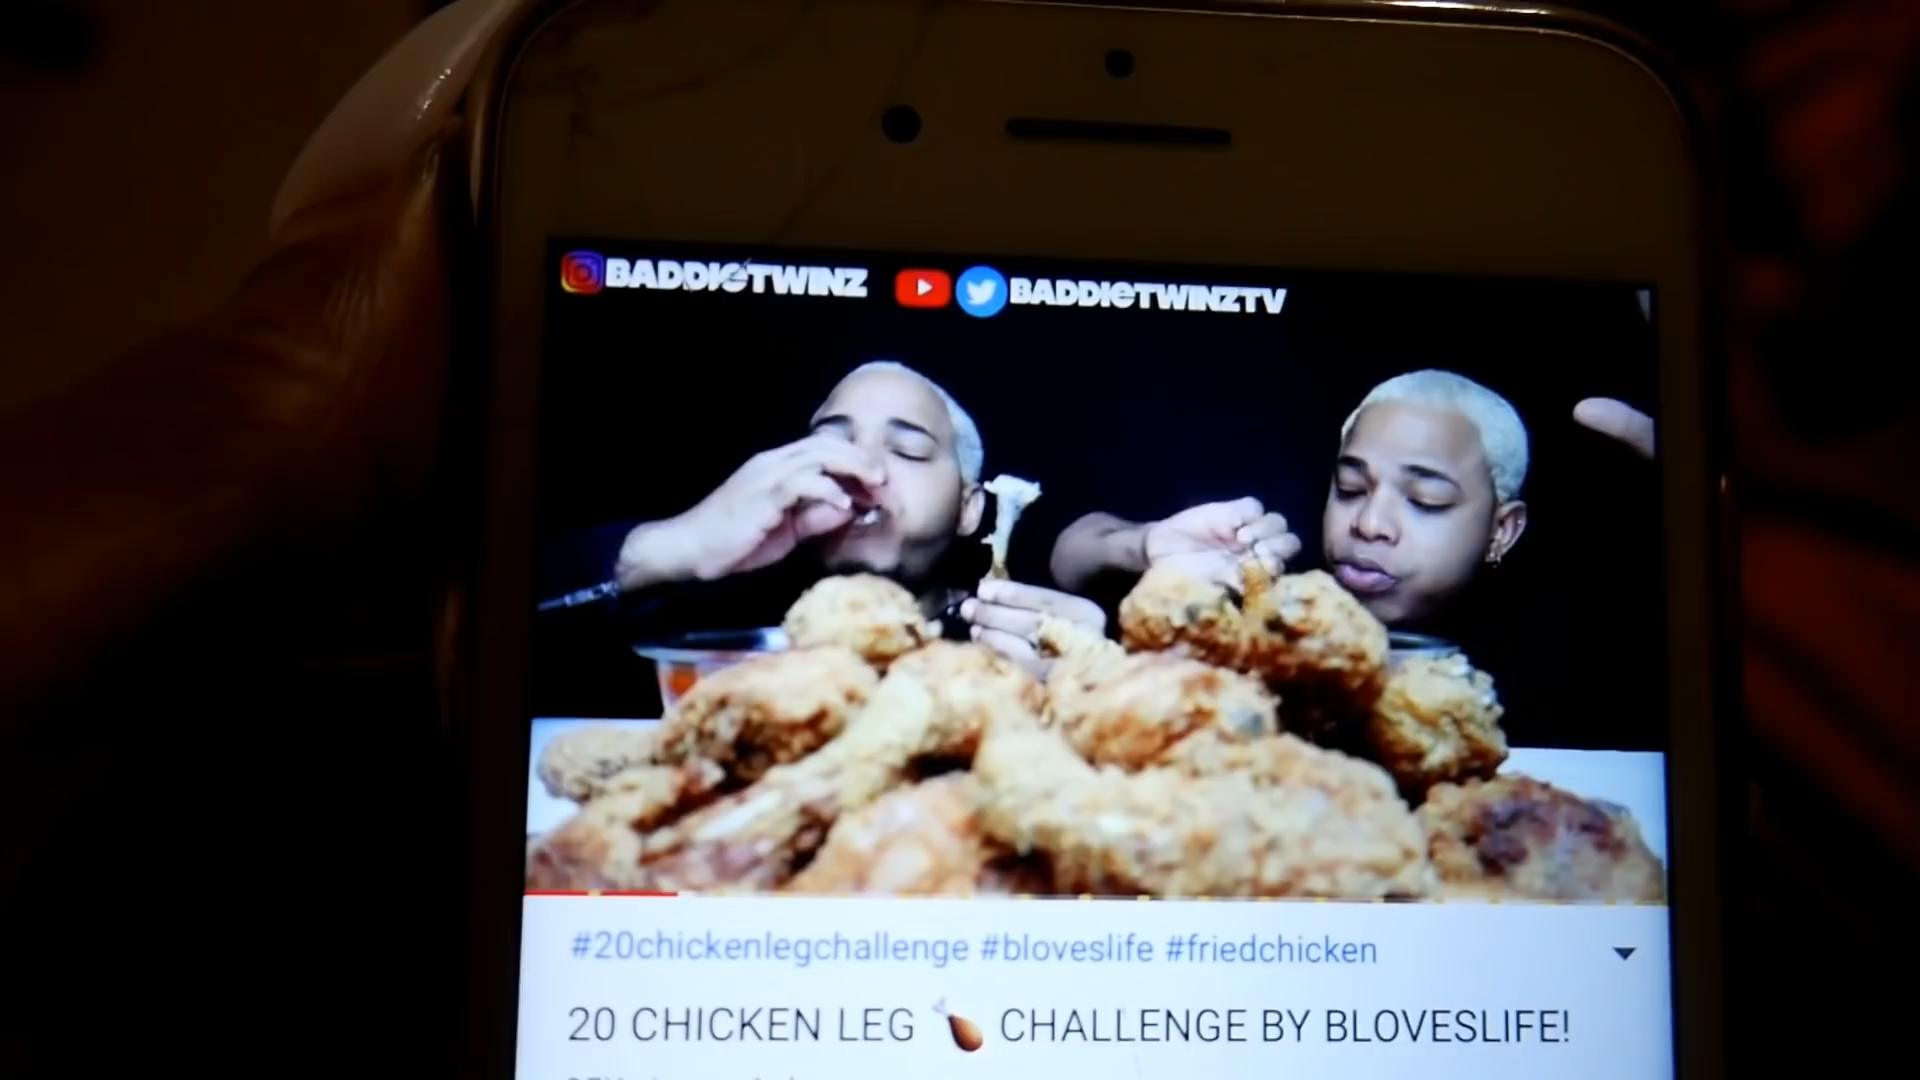 BADDIeTWINZ BADDIeTWINZTV
#20chickenlegchallenge #bloveslife #friedchicken
20 CHICKEN LEG 🍗 CHALLENGE BY BLOVESLIFE!